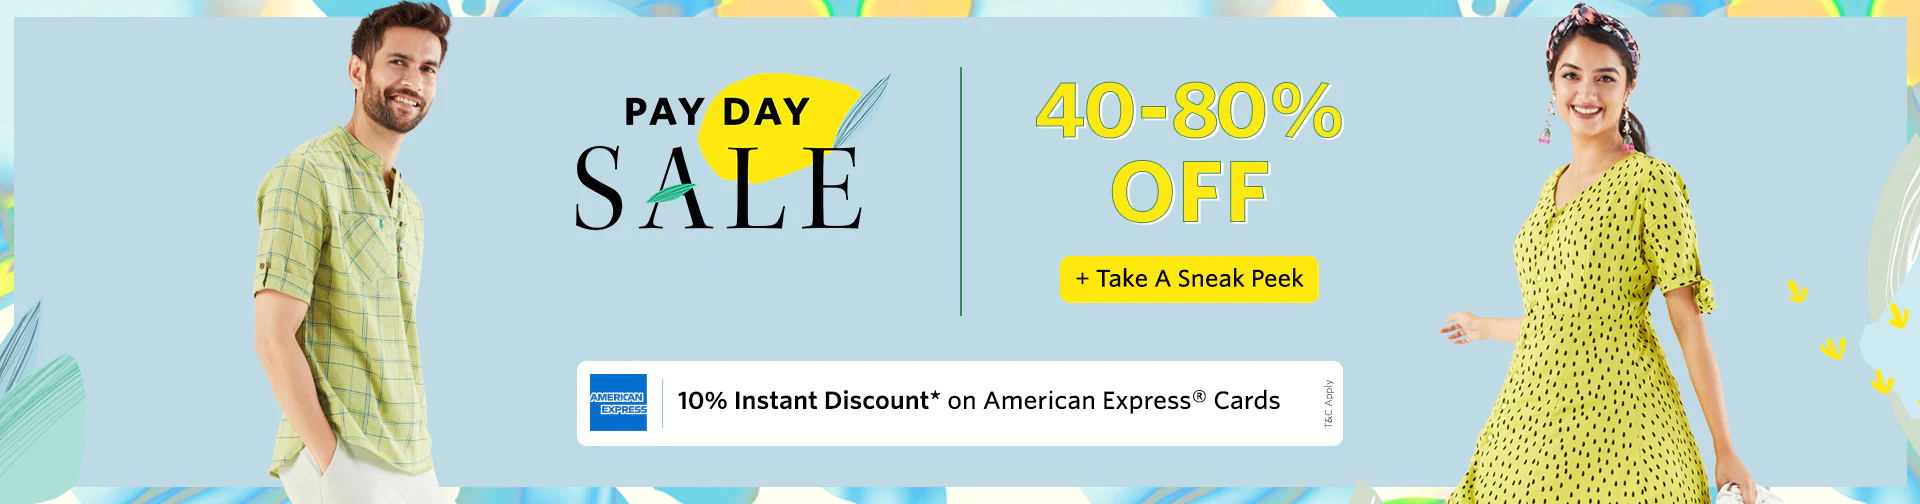 PAY DAY
SALE
40-80%
OFF
+ Take A Sneak Peek
AMERICAN
EXPRESS
10% Instant Discount* on American Express® Cards
T&C Apply